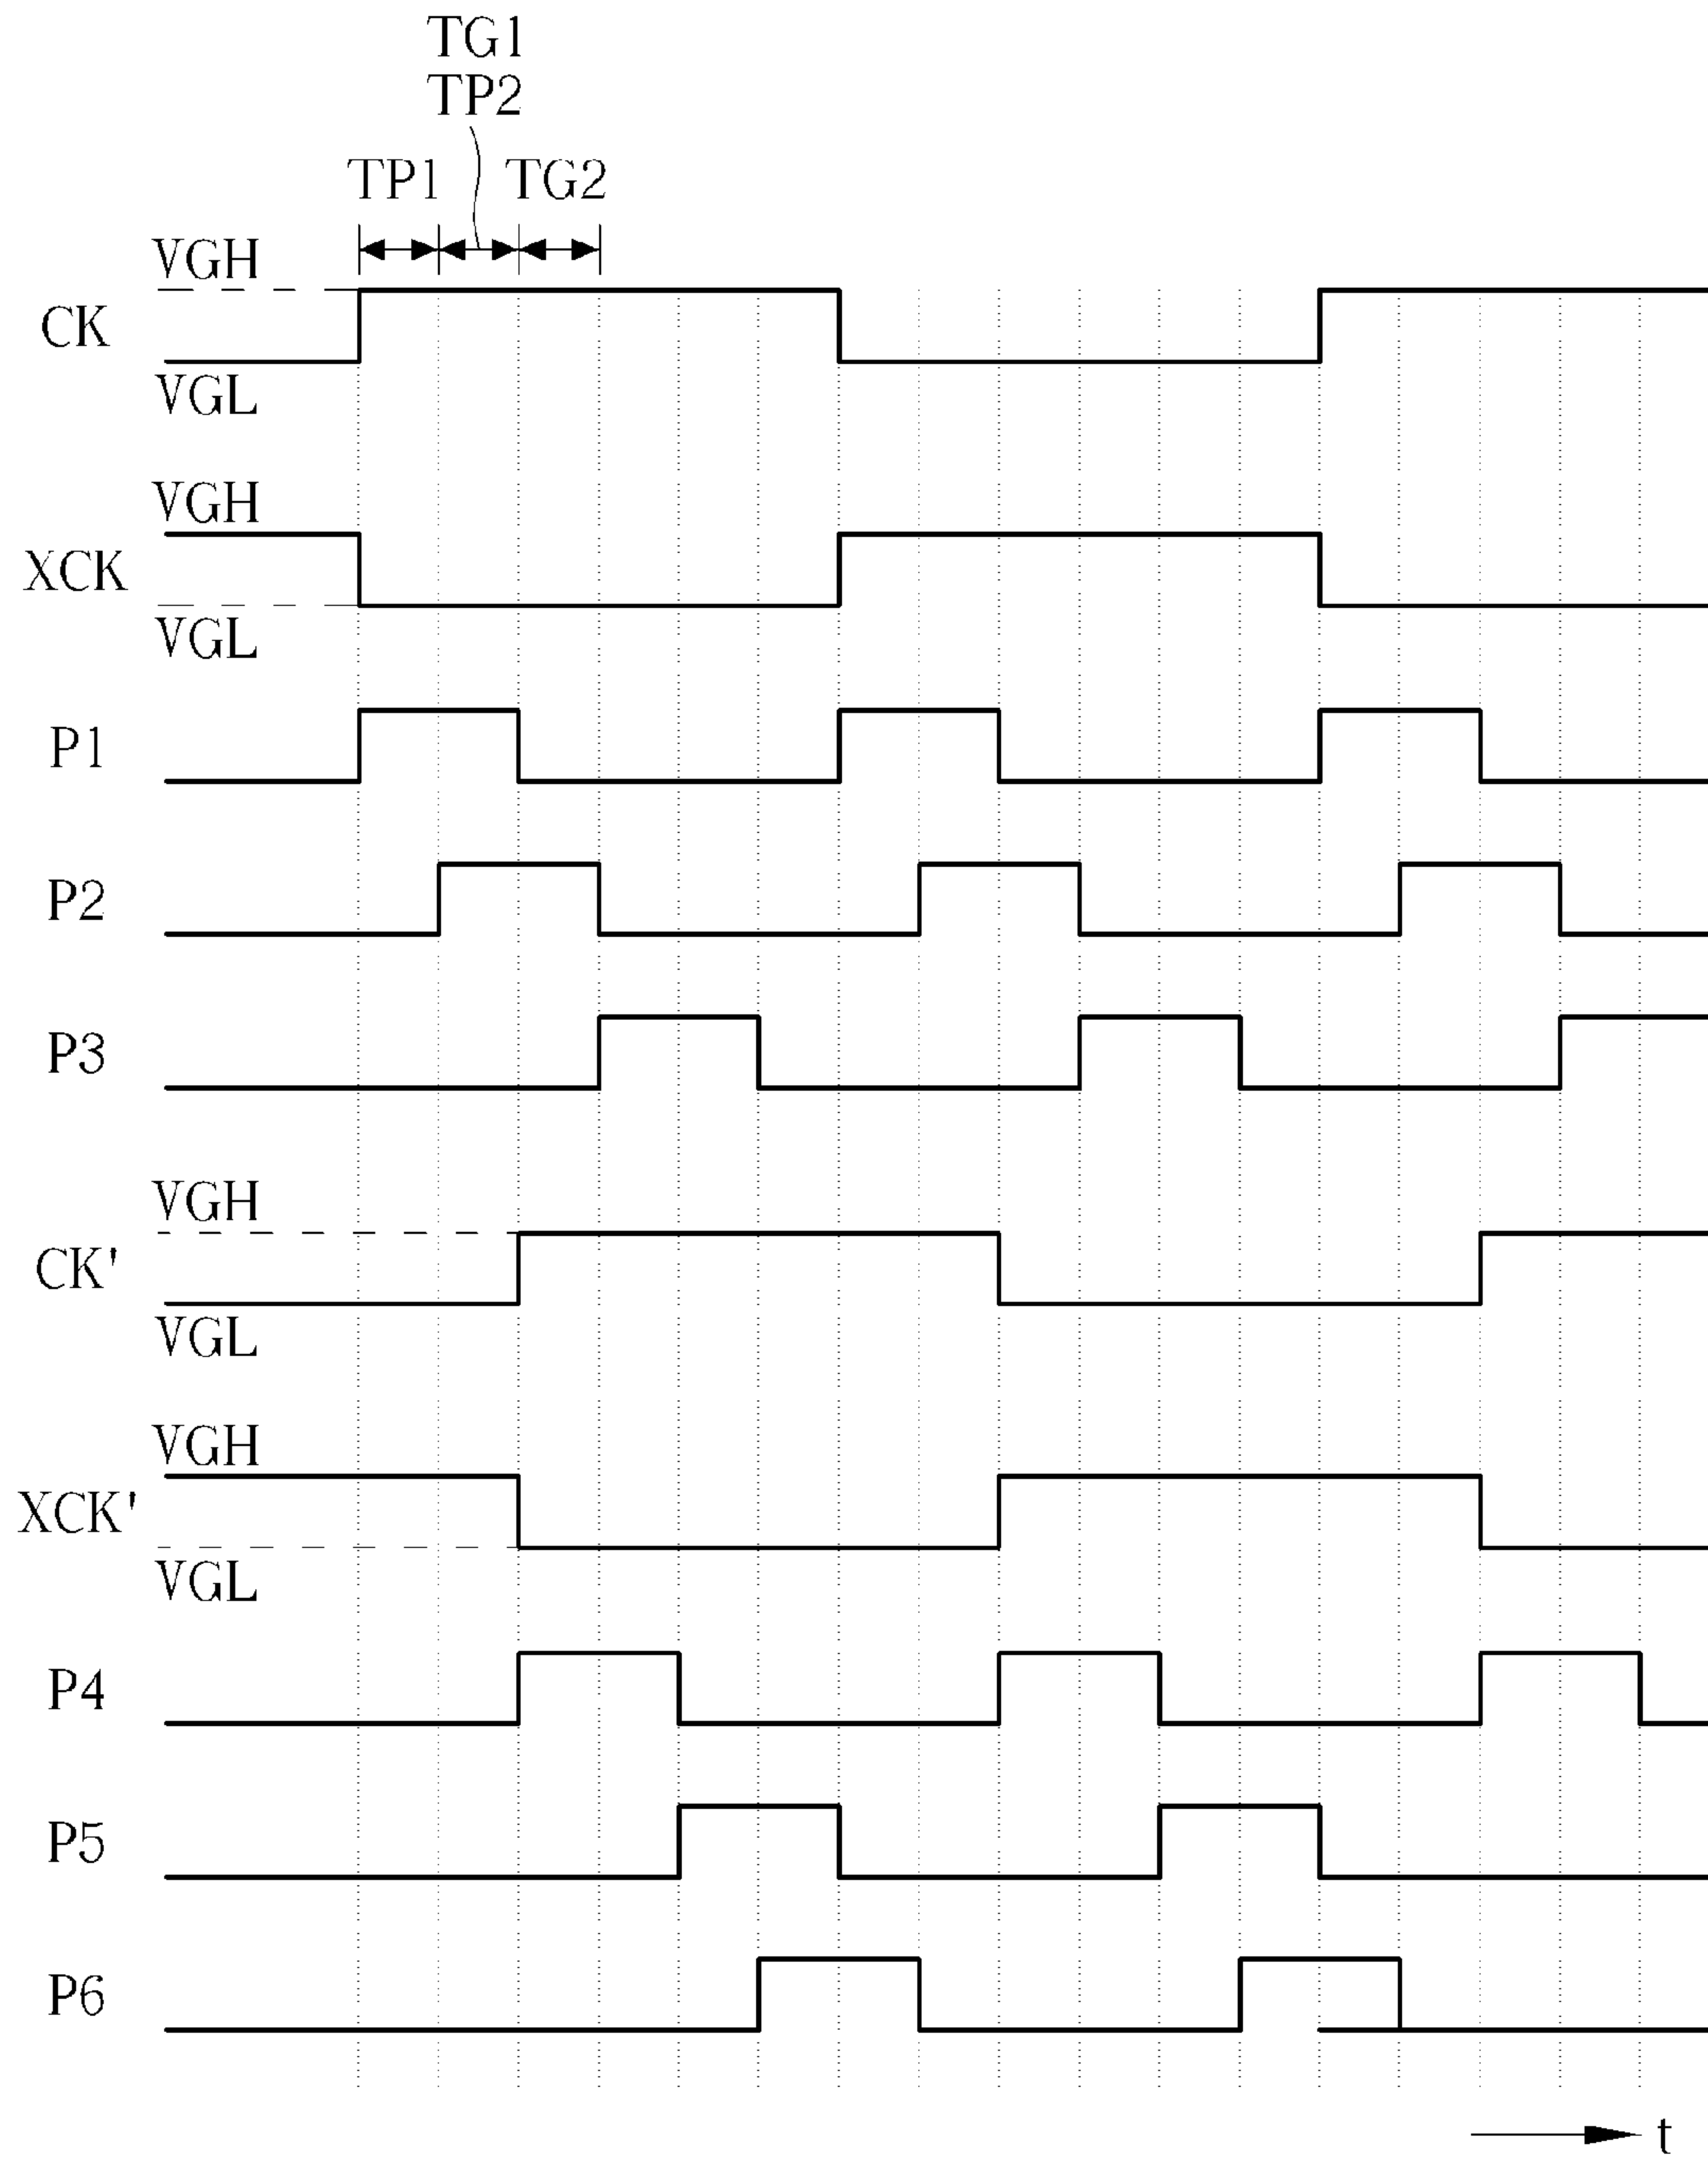 TG1
TP2
TP1 TG2
VGH
CK
VGL
VGH
XCK
VGL
P1
P2
P3
VGH
CK'
VGL
VGH
XCK'
VGL
P4
P5
P6
t